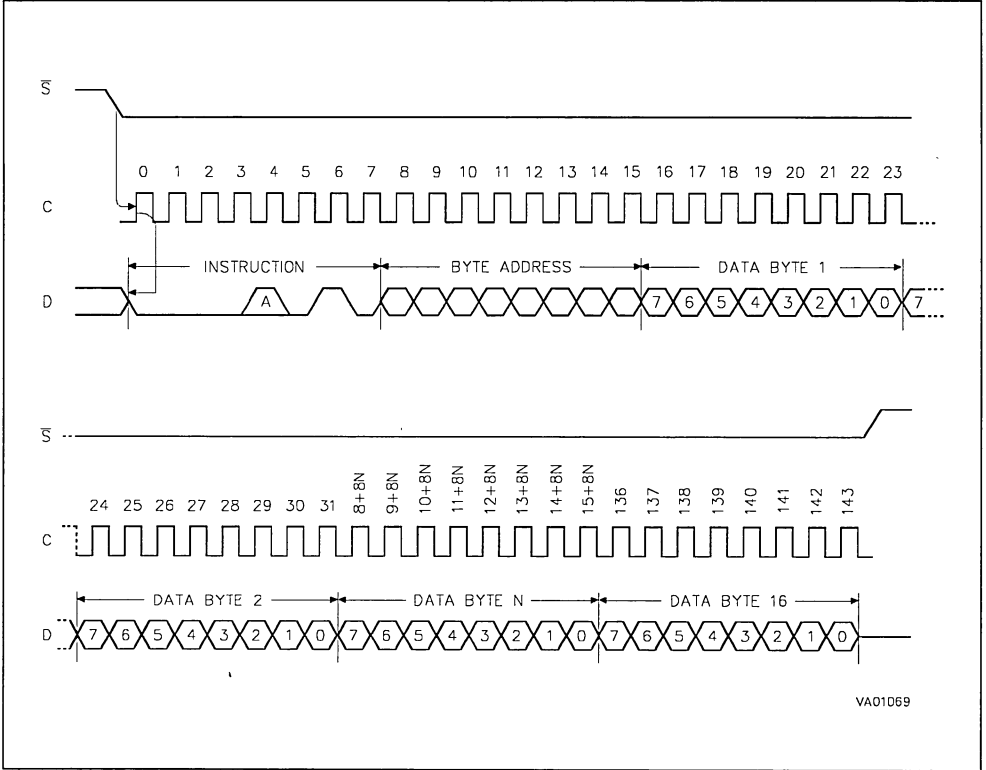 S̅
0 1 2 3 4 5 6 7 8 9 10 11 12 13 14 15 16 17 18 19 20 21 22 23
C
INSTRUCTION BYTE ADDRESS DATA BYTE 1
D A 7 6 5 4 3 2 1 0 7
S̅
24 25 26 27 28 29 30 31 8+8N 9+8N 10+8N 11+8N 12+8N 13+8N 14+8N 15+8N 136 137 138 139 140 141 142 143
C
DATA BYTE 2 DATA BYTE N DATA BYTE 16
D 7 6 5 4 3 2 1 0 7 6 5 4 3 2 1 0 7 6 5 4 3 2 1 0
VA01069